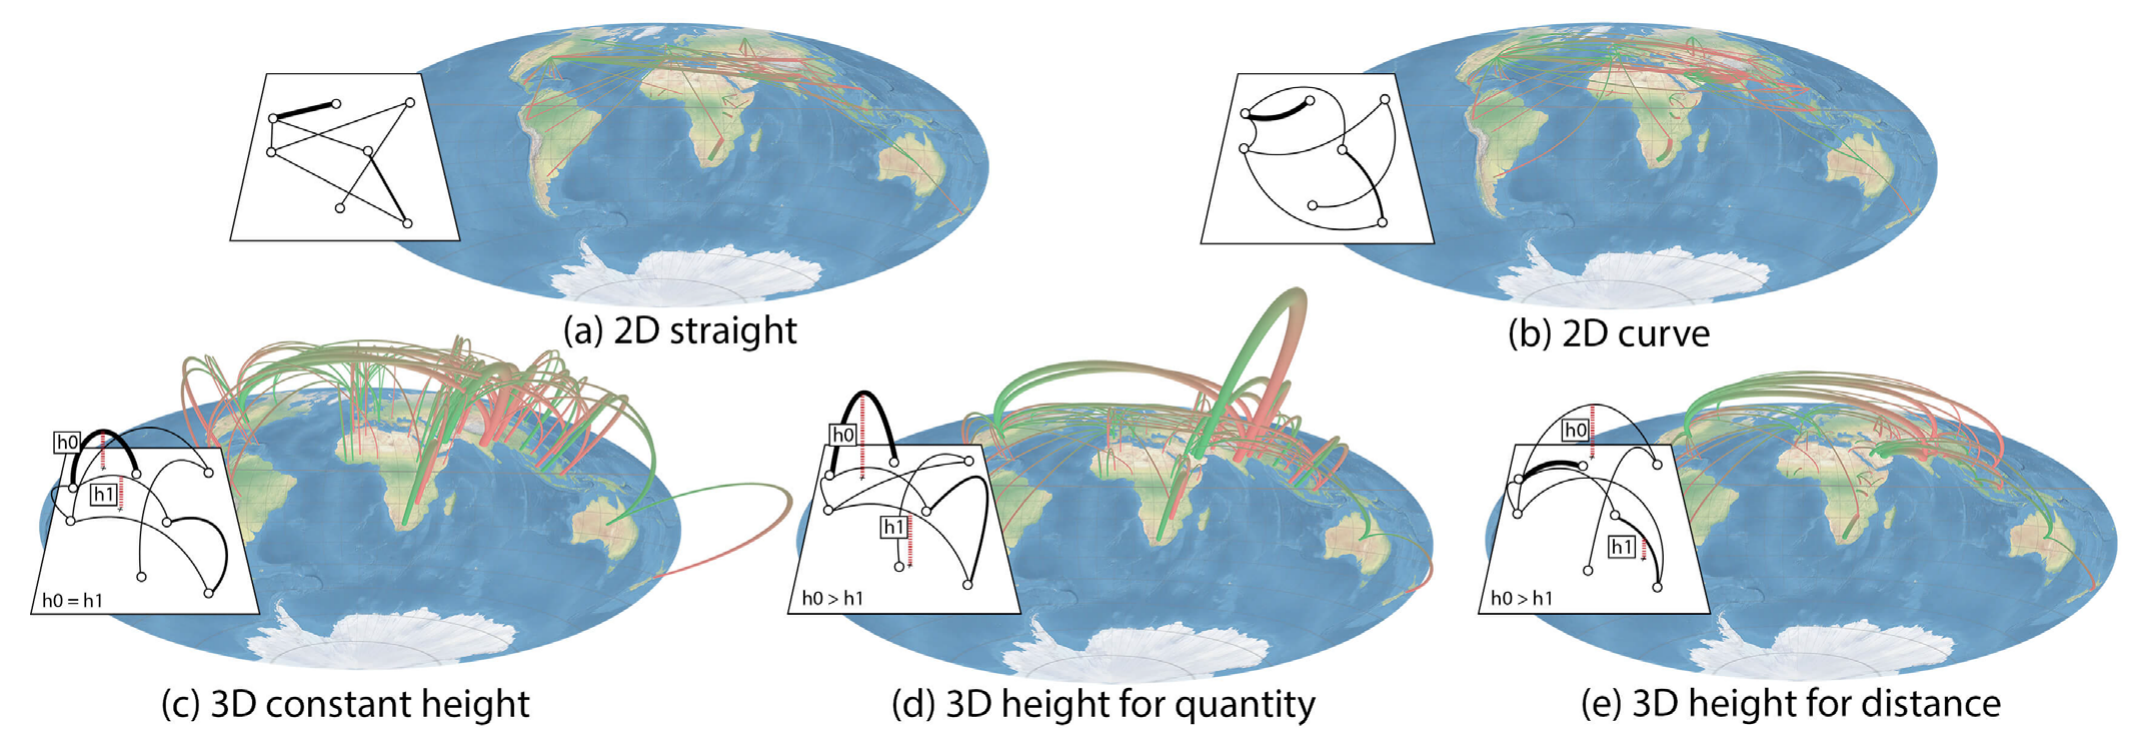 (a) 2D straight
(b) 2D curve
h0
h1
h0 = h1
(c) 3D constant height
h0
h1
h0 > h1
(d) 3D height for quantity
h0
h1
h0 > h1
(e) 3D height for distance